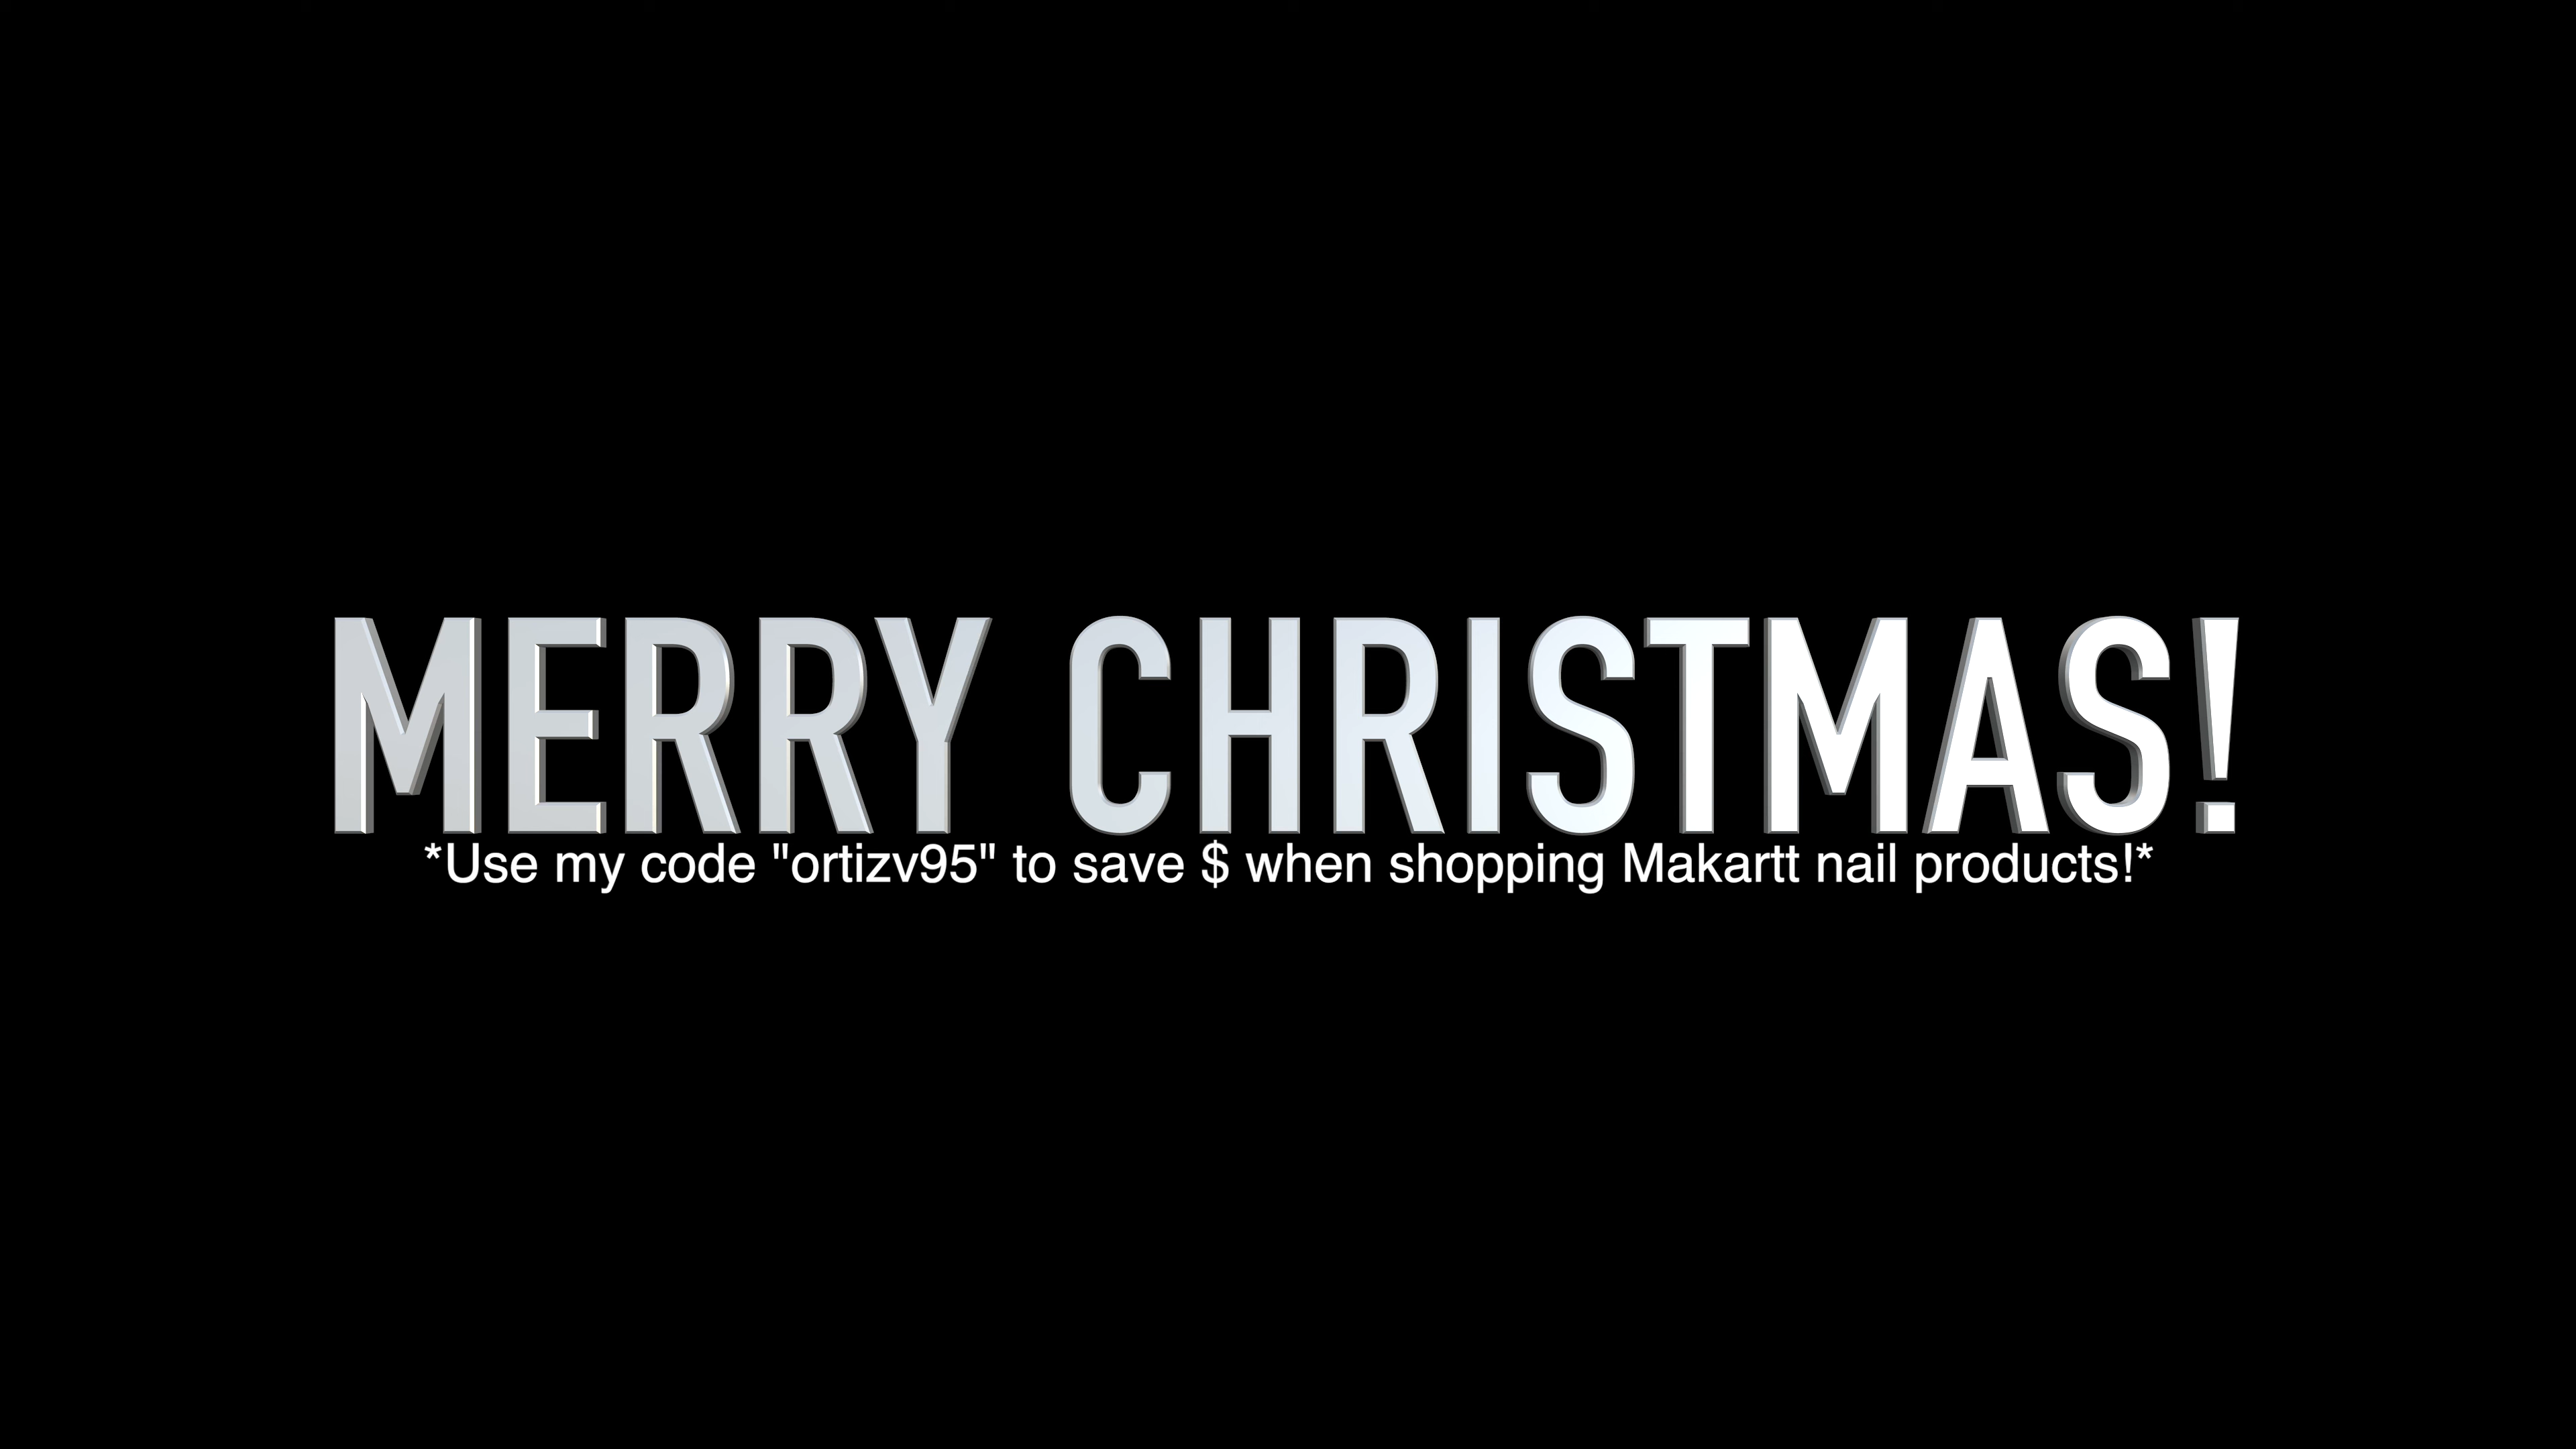 MERRY CHRISTMAS!
*Use my code "ortizv95" to save $ when shopping Makartt nail products!*